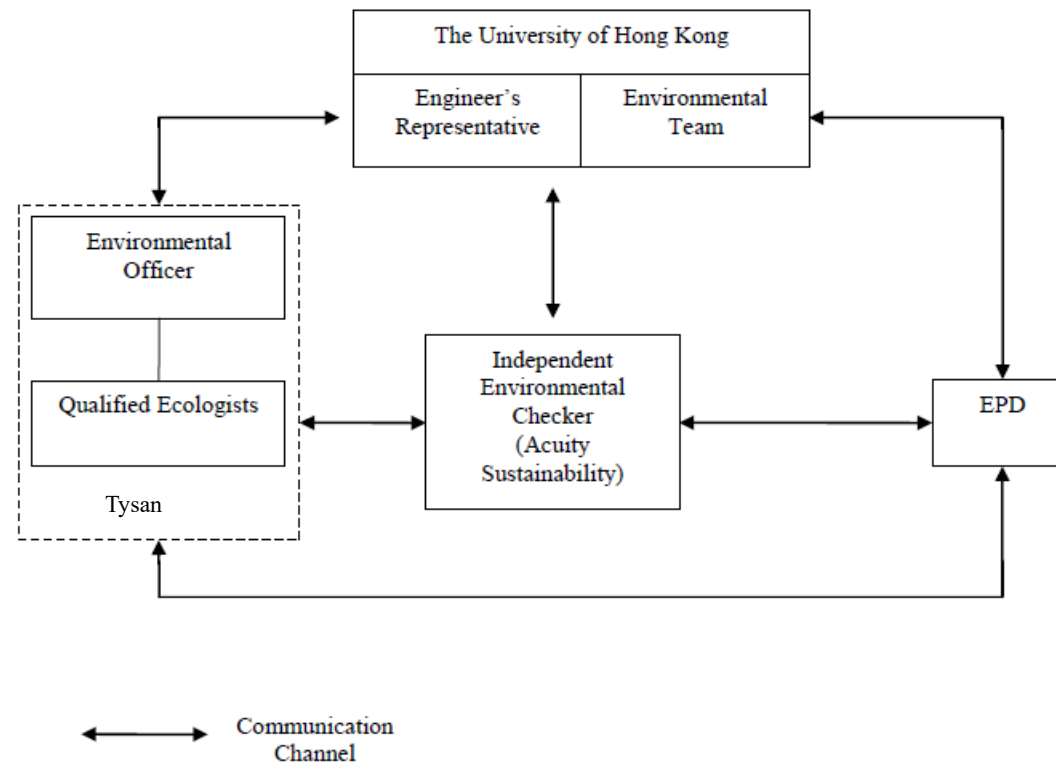 The University of Hong Kong
Engineer's
Representative
Environmental
Team
Environmental
Officer
Qualified Ecologists
Tysan
Independent
Environmental
Checker
(Acuity
Sustainability)
EPD
Communication
Channel